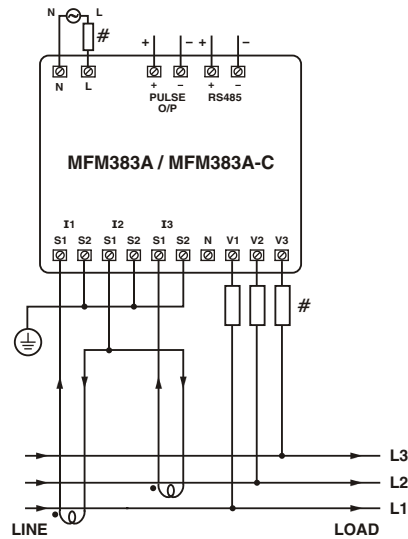 N L
#
+ − + −
N L + − + −
PULSE O/P RS485
MFM383A / MFM383A-C
I1 I2 I3
S1 S2 S1 S2 S1 S2 N V1 V2 V3
#
L3
L2
L1
LINE LOAD